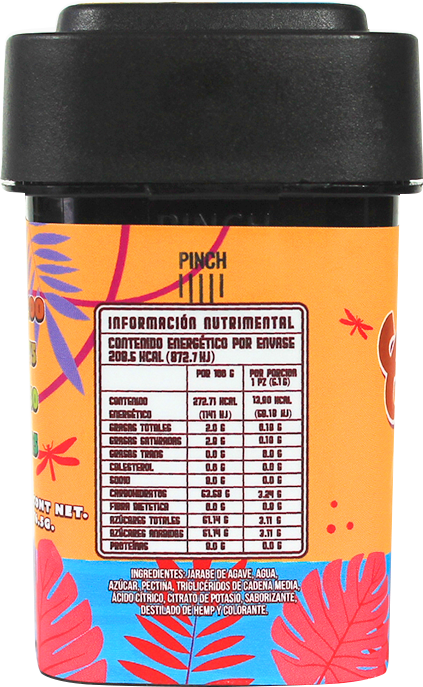 PINCH
PINCH
INFORMACIÓN NUTRIMENTAL
CONTENIDO ENERGÉTICO POR ENVASE
208.5 KCAL (872.7 KJ)
POR 100 G POR PORCIÓN 1 PZ (5.1 G)
CONTENIDO ENERGÉTICO 272.71 KCAL (1141 KJ) 13.90 KCAL (58.18 KJ)
GRASAS TOTALES 2.0 G 0.10 G
GRASAS SATURADAS 2.0 G 0.10 G
GRASAS TRANS 0.0 G 0.0 G
COLESTEROL 0.0 G 0.0 G
SODIO 0.0 G 0.0 G
CARBOHIDRATOS 63.68 G 3.24 G
FIBRA DIETETICA 0.0 G 0.0 G
AZÚCARES TOTALES 61.14 G 3.11 G
AZÚCARES AÑADIDOS 61.14 G 3.11 G
PROTEÍNAS 0.0 G 0.0 G
CONT NET.
INGREDIENTES: JARABE DE AGAVE, AGUA,
AZÚCAR, PECTINA, TRIGLICÉRIDOS DE CADENA MEDIA,
ÁCIDO CÍTRICO, CITRATO DE POTASIO, SABORIZANTE,
DESTILADO DE HEMP Y COLORANTE.